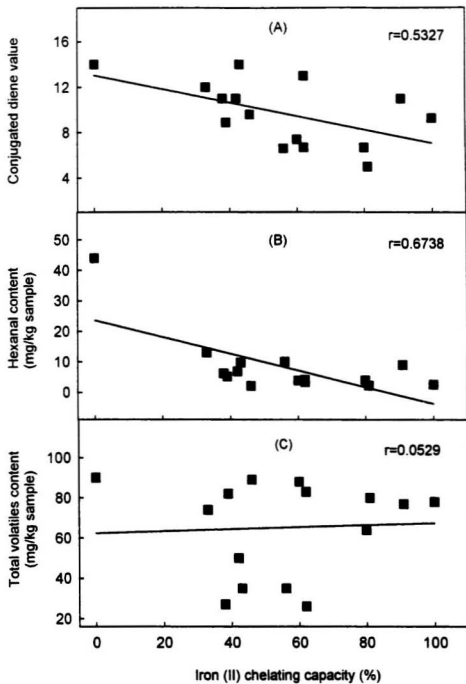 (A)
r=0.5327
Conjugated diene value
16
12
8
4
(B)
r=0.6738
Hexanal content
(mg/kg sample)
50
40
30
20
10
0
(C)
r=0.0529
Total volatiles content
(mg/kg sample)
100
80
60
40
20
0
20
40
60
80
100
Iron (II) chelating capacity (%)